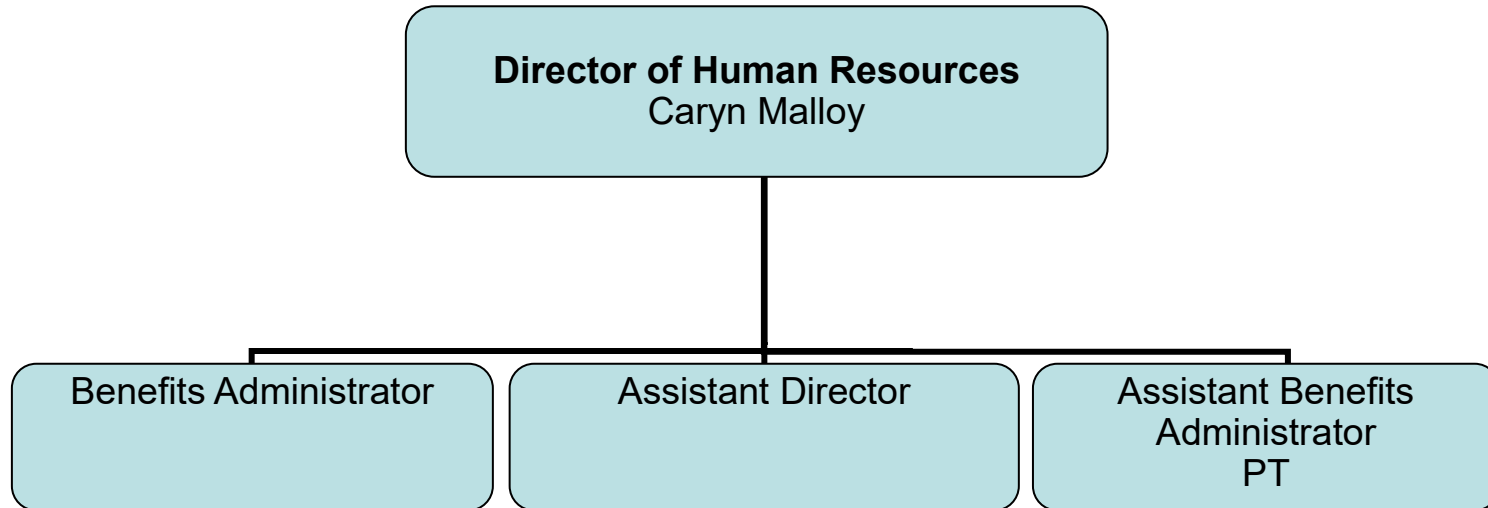 Director of Human Resources
Caryn Malloy
Benefits Administrator
Assistant Director
Assistant Benefits
Administrator
PT